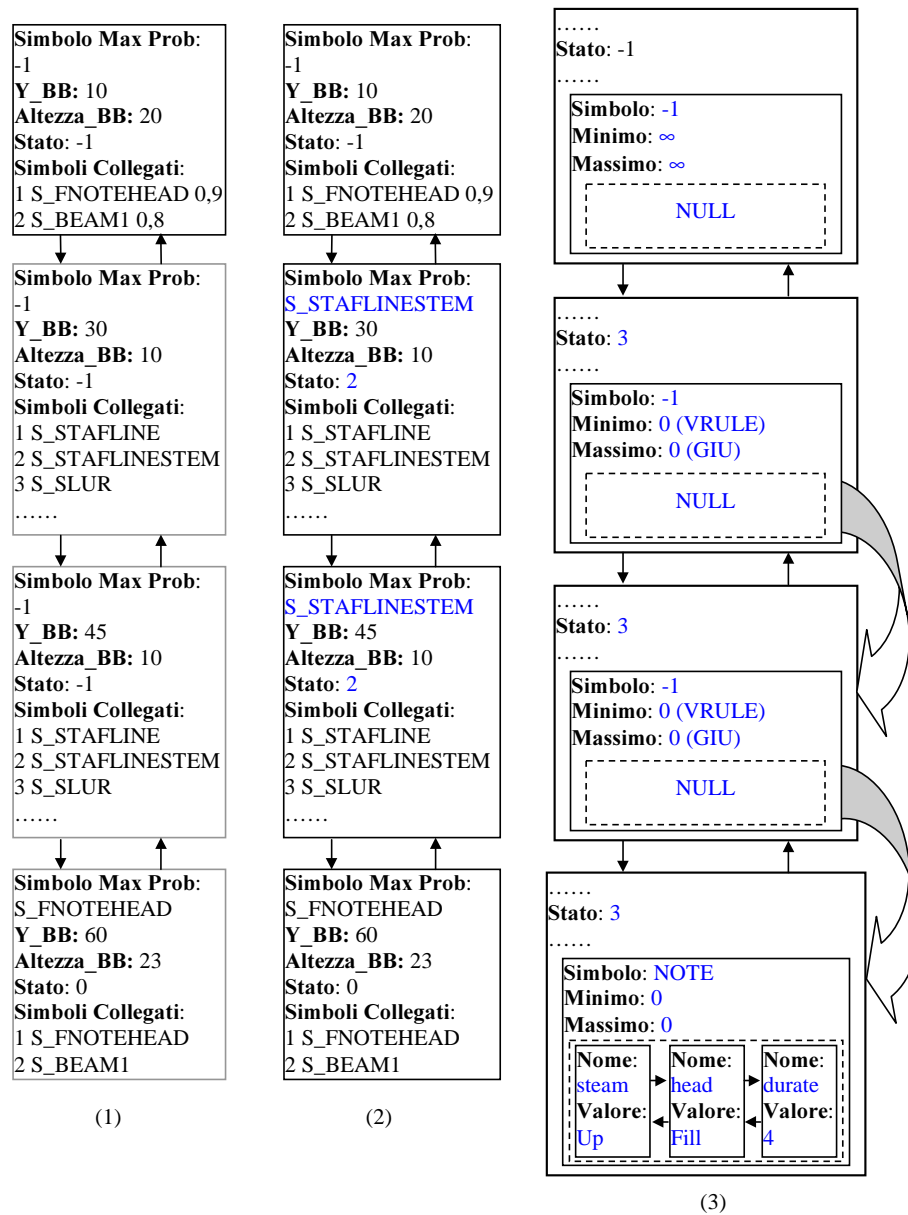 Simbolo Max Prob:
-1
Y_BB: 10
Altezza_BB: 20
Stato: -1
Simboli Collegati:
1 S_FNOTEHEAD 0,9
2 S_BEAM1 0,8
Simbolo Max Prob:
-1
Y_BB: 30
Altezza_BB: 10
Stato: -1
Simboli Collegati:
1 S_STAFLINE
2 S_STAFLINESTEM
3 S_SLUR
……
Simbolo Max Prob:
-1
Y_BB: 45
Altezza_BB: 10
Stato: -1
Simboli Collegati:
1 S_STAFLINE
2 S_STAFLINESTEM
3 S_SLUR
……
Simbolo Max Prob:
S_FNOTEHEAD
Y_BB: 60
Altezza_BB: 23
Stato: 0
Simboli Collegati:
1 S_FNOTEHEAD
2 S_BEAM1
(1)
Simbolo Max Prob:
-1
Y_BB: 10
Altezza_BB: 20
Stato: -1
Simboli Collegati:
1 S_FNOTEHEAD 0,9
2 S_BEAM1 0,8
Simbolo Max Prob:
S_STAFLINESTEM
Y_BB: 30
Altezza_BB: 10
Stato: 2
Simboli Collegati:
1 S_STAFLINE
2 S_STAFLINESTEM
3 S_SLUR
……
Simbolo Max Prob:
S_STAFLINESTEM
Y_BB: 45
Altezza_BB: 10
Stato: 2
Simboli Collegati:
1 S_STAFLINE
2 S_STAFLINESTEM
3 S_SLUR
……
Simbolo Max Prob:
S_FNOTEHEAD
Y_BB: 60
Altezza_BB: 23
Stato: 0
Simboli Collegati:
1 S_FNOTEHEAD
2 S_BEAM1
(2)
……
Stato: -1
……
Simbolo: -1
Minimo: ∞
Massimo: ∞
NULL
……
Stato: 3
……
Simbolo: -1
Minimo: 0 (VRULE)
Massimo: 0 (GIU)
NULL
……
Stato: 3
……
Simbolo: -1
Minimo: 0 (VRULE)
Massimo: 0 (GIU)
NULL
……
Stato: 3
……
Simbolo: NOTE
Minimo: 0
Massimo: 0
Nome:
steam
Valore:
Up
Nome:
head
Valore:
Fill
Nome:
durate
Valore:
4
(3)